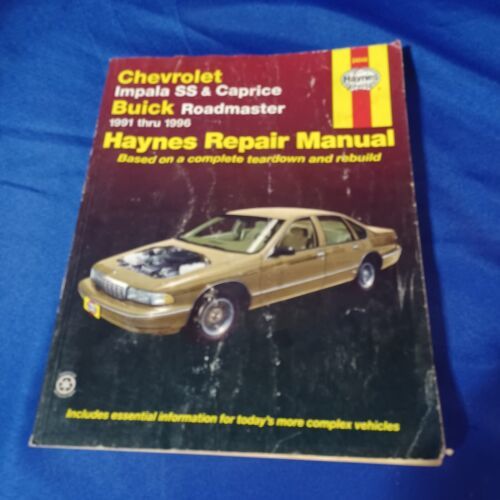 Chevrolet
Impala SS & Caprice
Buick Roadmaster
1991 thru 1996
Haynes
Haynes Repair Manual
Based on a complete teardown and rebuild
Includes essential information for today's more complex vehicles